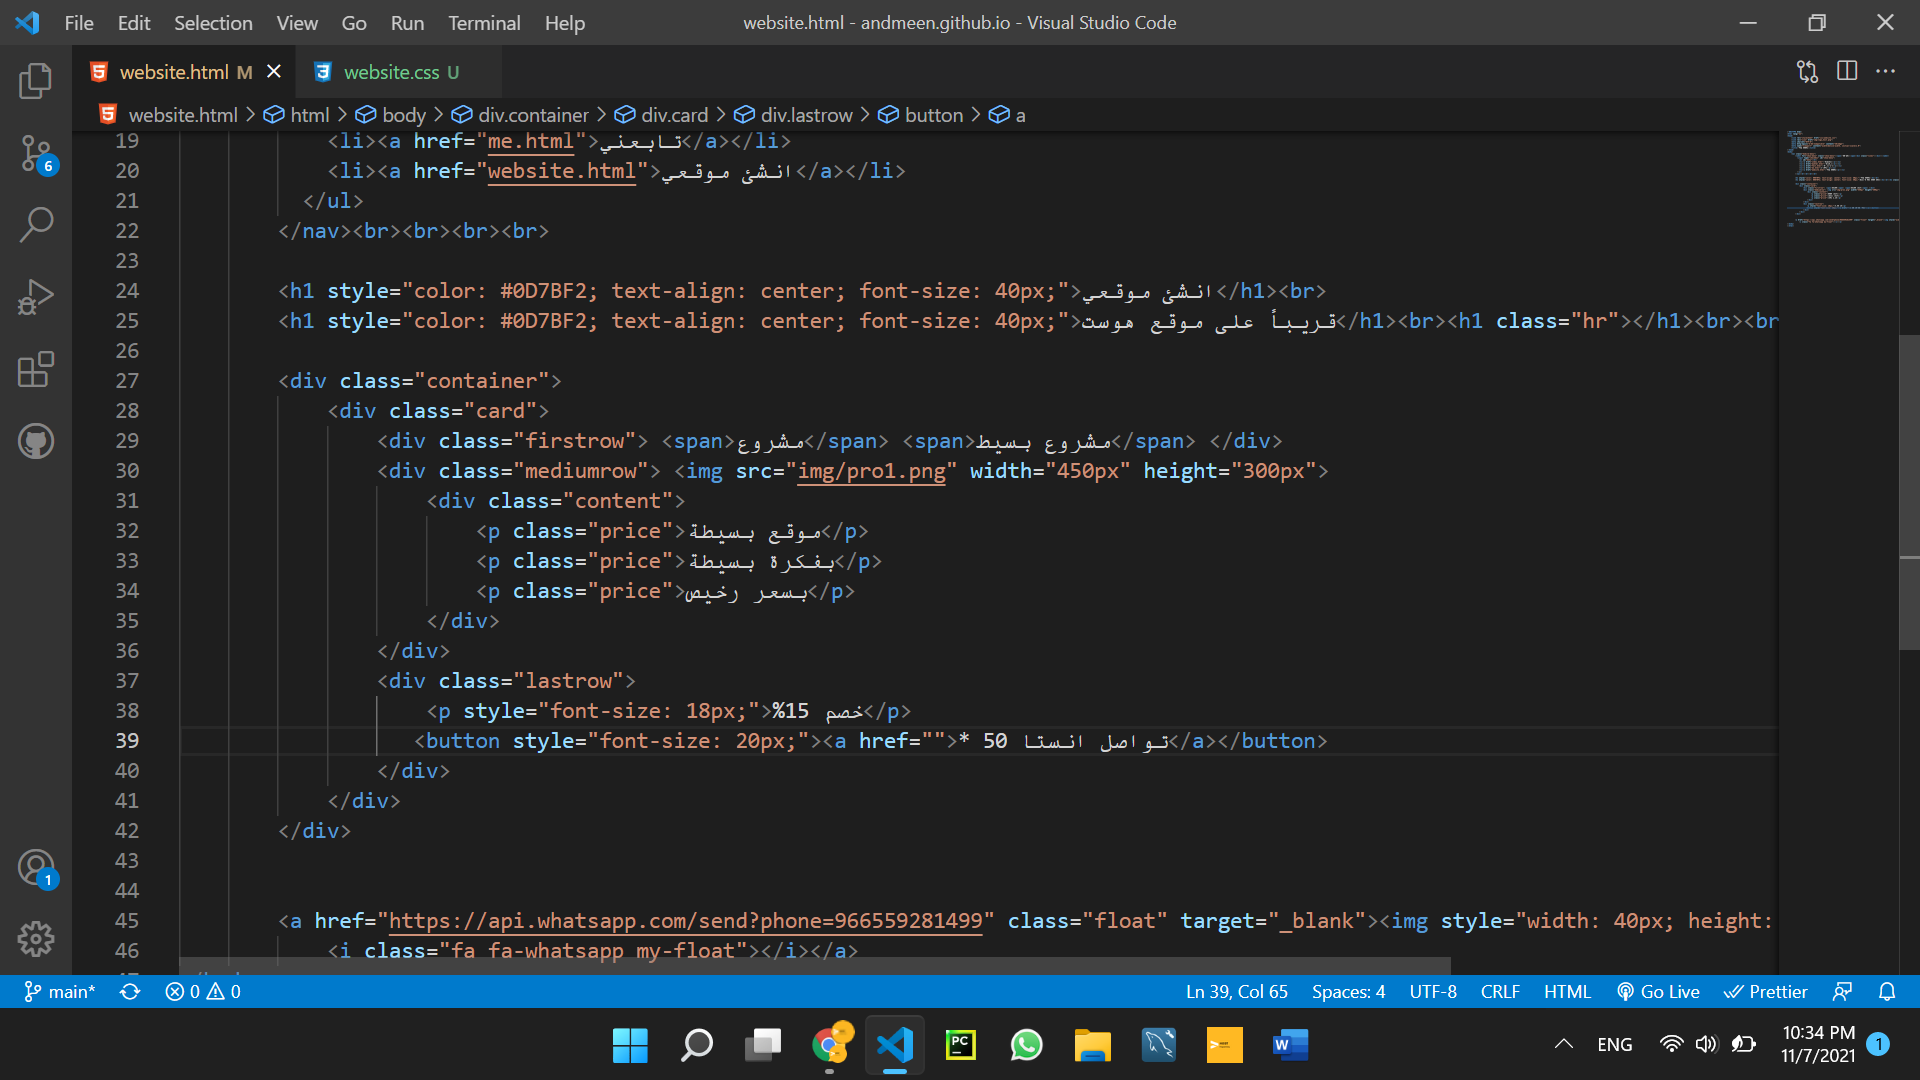 File Edit Selection View Go Run Terminal Help
website.html - andmeen.github.io - Visual Studio Code
website.html M
website.css U
website.html > html > body > div.container > div.card > div.lastrow > button > a
19 <li><a href="me.html">تابعني</a></li>
20 <li><a href="website.html">انشئ موقعي</a></li>
21 </ul>
22 </nav><br><br><br><br>
23
24 <h1 style="color: #0D7BF2; text-align: center; font-size: 40px;">انشئ موقعي</h1><br>
25 <h1 style="color: #0D7BF2; text-align: center; font-size: 40px;">قريباً على موقع هوست</h1><br><h1 class="hr"></h1><br><br
26
27 <div class="container">
28 <div class="card">
29 <div class="firstrow"> <span>مشروع</span> <span>مشروع بسيط</span> </div>
30 <div class="mediumrow"> <img src="img/pro1.png" width="450px" height="300px">
31 <div class="content">
32 <p class="price">موقع بسيطة</p>
33 <p class="price">بفكرة بسيطة</p>
34 <p class="price">بسعر رخيص</p>
35 </div>
36 </div>
37 <div class="lastrow">
38 <p style="font-size: 18px;">خصم 15%</p>
39 <button style="font-size: 20px;"><a href="">تواصل انستا 50 *</a></button>
40 </div>
41 </div>
42 </div>
43
44
45 <a href="https://api.whatsapp.com/send?phone=966559281499" class="float" target="_blank"><img style="width: 40px; height:
46 <i class="fa fa-whatsapp my-float"></i></a>
6
1
main* 0 0 Ln 39, Col 65 Spaces: 4 UTF-8 CRLF HTML Go Live Prettier
PC
W
ENG
10:34 PM
11/7/2021
1